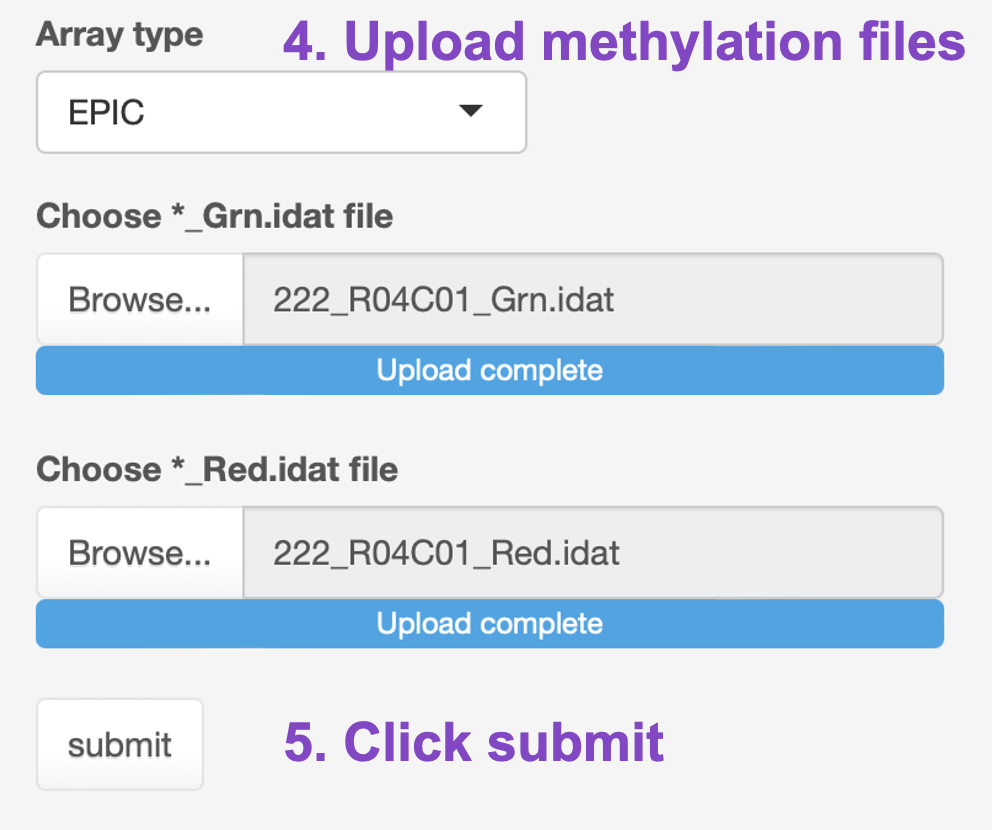 Array type
4. Upload methylation files
EPIC
Choose *_Grn.idat file
Browse... 222_R04C01_Grn.idat
Upload complete
Choose *_Red.idat file
Browse... 222_R04C01_Red.idat
Upload complete
submit
5. Click submit